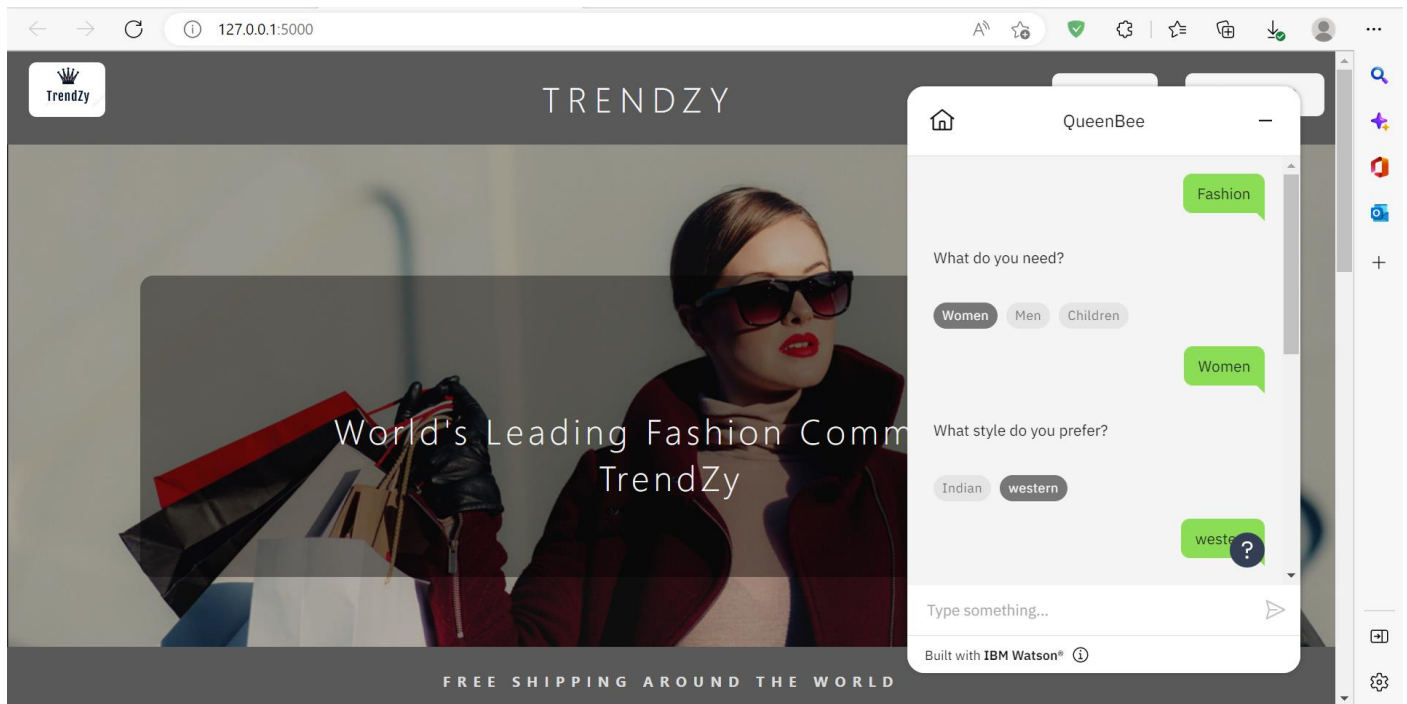 127.0.0.1:5000
TrendZy
TRENDZY
World's Leading Fashion Comm
TrendZy
FREE SHIPPING AROUND THE WORLD
QueenBee
Fashion
What do you need?
Women Men Children
Women
What style do you prefer?
Indian western
weste
?
Type something...
Built with IBM Watson®